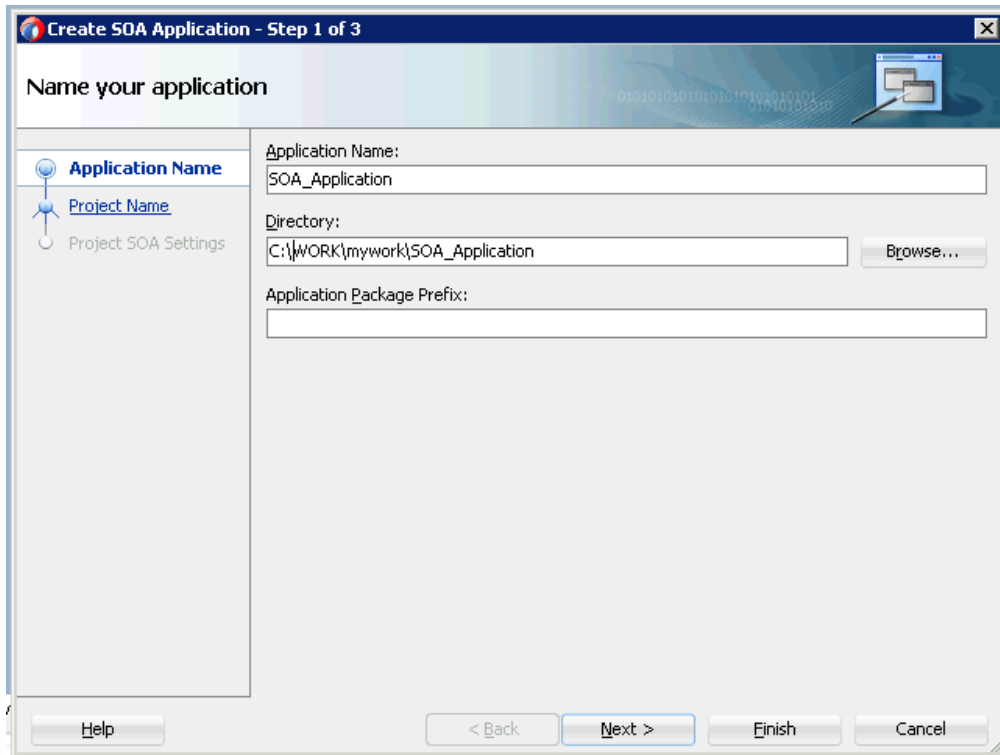 Create SOA Application - Step 1 of 3
Name your application
Application Name
Project Name
Project SOA Settings
Application Name:
SOA_Application
Directory:
C:\WORK\mywork\SOA_Application
Browse...
Application Package Prefix:
Help
< Back
Next >
Finish
Cancel